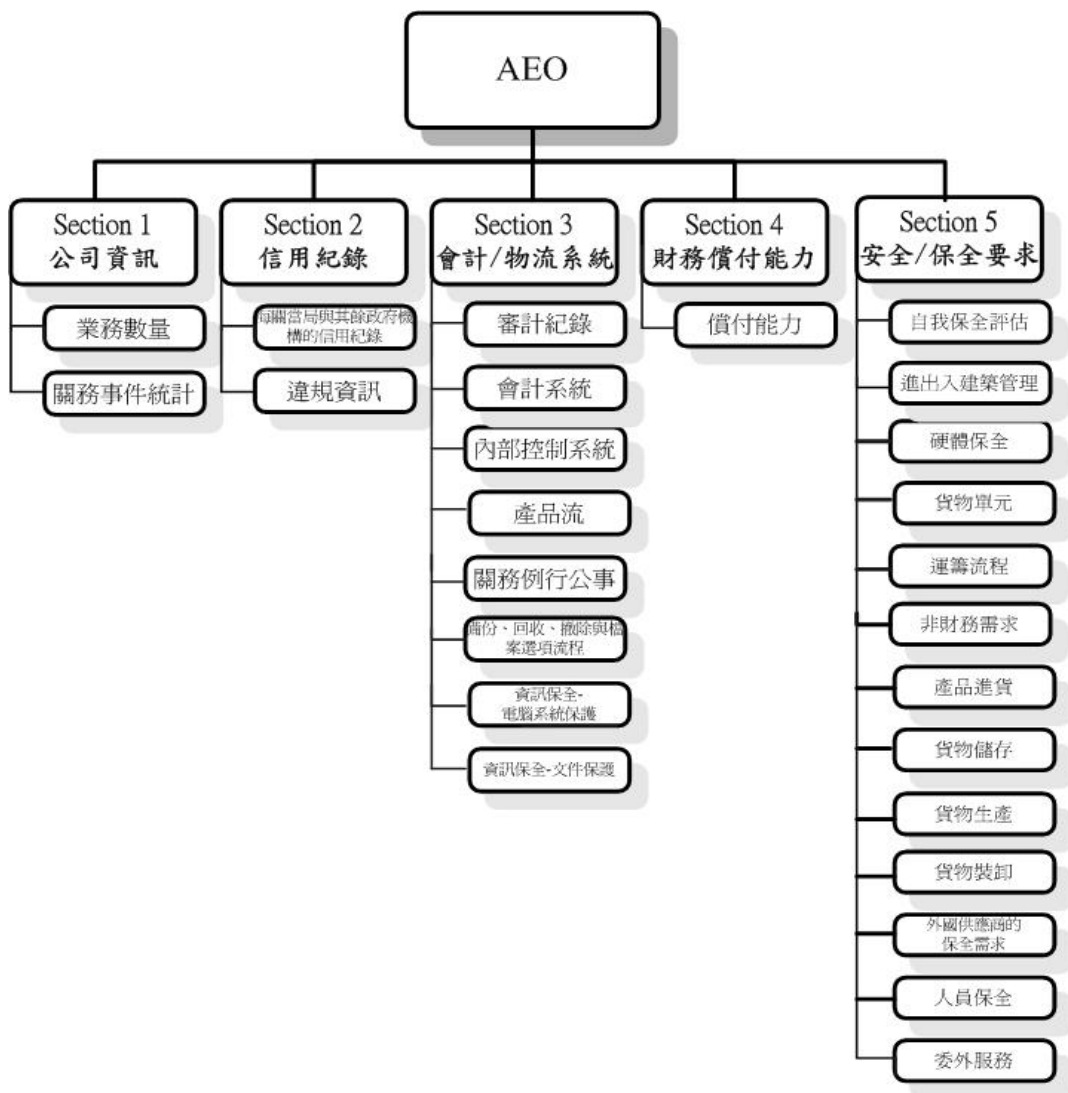 AEO
Section 1
公司資訊
業務數量
關務事件統計
Section 2
信用紀錄
海關當局與其餘政府機
構的信用紀錄
違規資訊
Section 3
會計/物流系統
審計紀錄
會計系統
內部控制系統
產品流
關務例行公事
備份、回收、撤除與檔
案選項流程
資訊保全-
電腦系統保護
資訊保全-文件保護
Section 4
財務償付能力
償付能力
Section 5
安全/保全要求
自我保全評估
進出入建築管理
硬體保全
貨物單元
運籌流程
非財務需求
產品進貨
貨物儲存
貨物生產
貨物裝卸
外國供應商的
保全需求
人員保全
委外服務